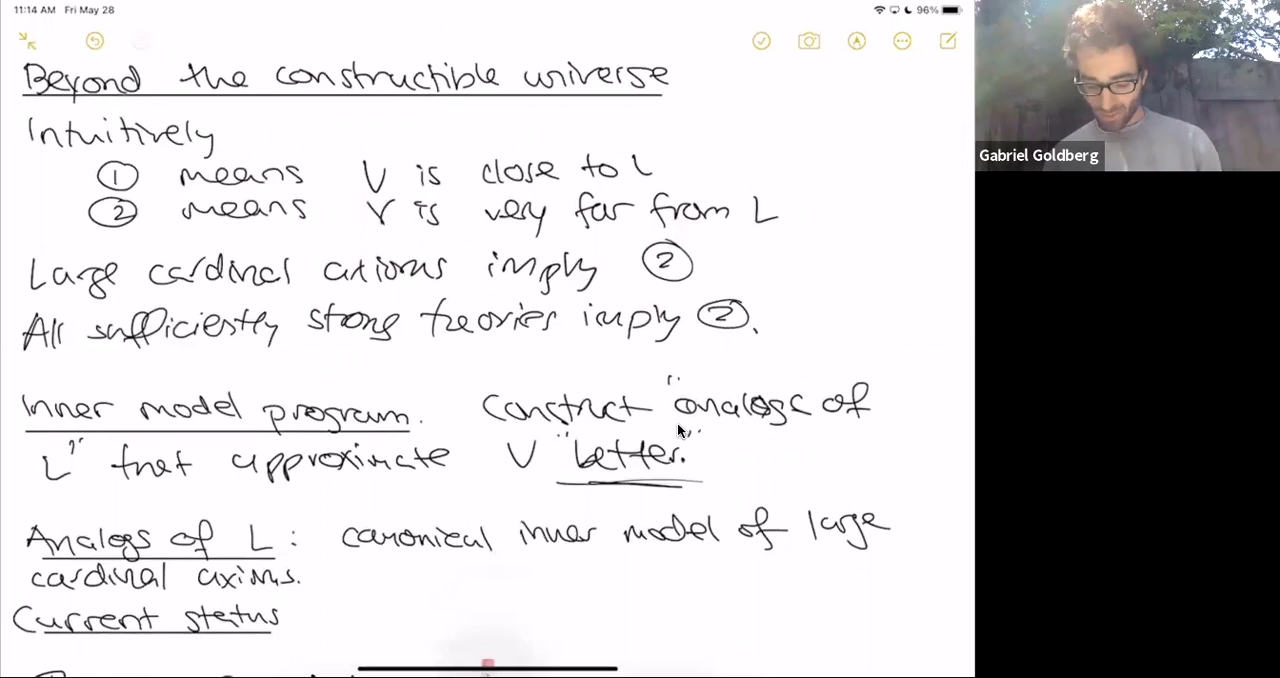 11:14 AM Fri May 28
96%
Beyond the constructible universe
Intuitively
① means V is close to L
② means V is very far from L
Large cardinal axioms imply ②
All sufficiently strong theories imply ②.
Inner model program. Construct "analogs of
L" that approximate V "better."
Analogs of L: canonical inner model of large
cardinal axioms.
Current status
Gabriel Goldberg